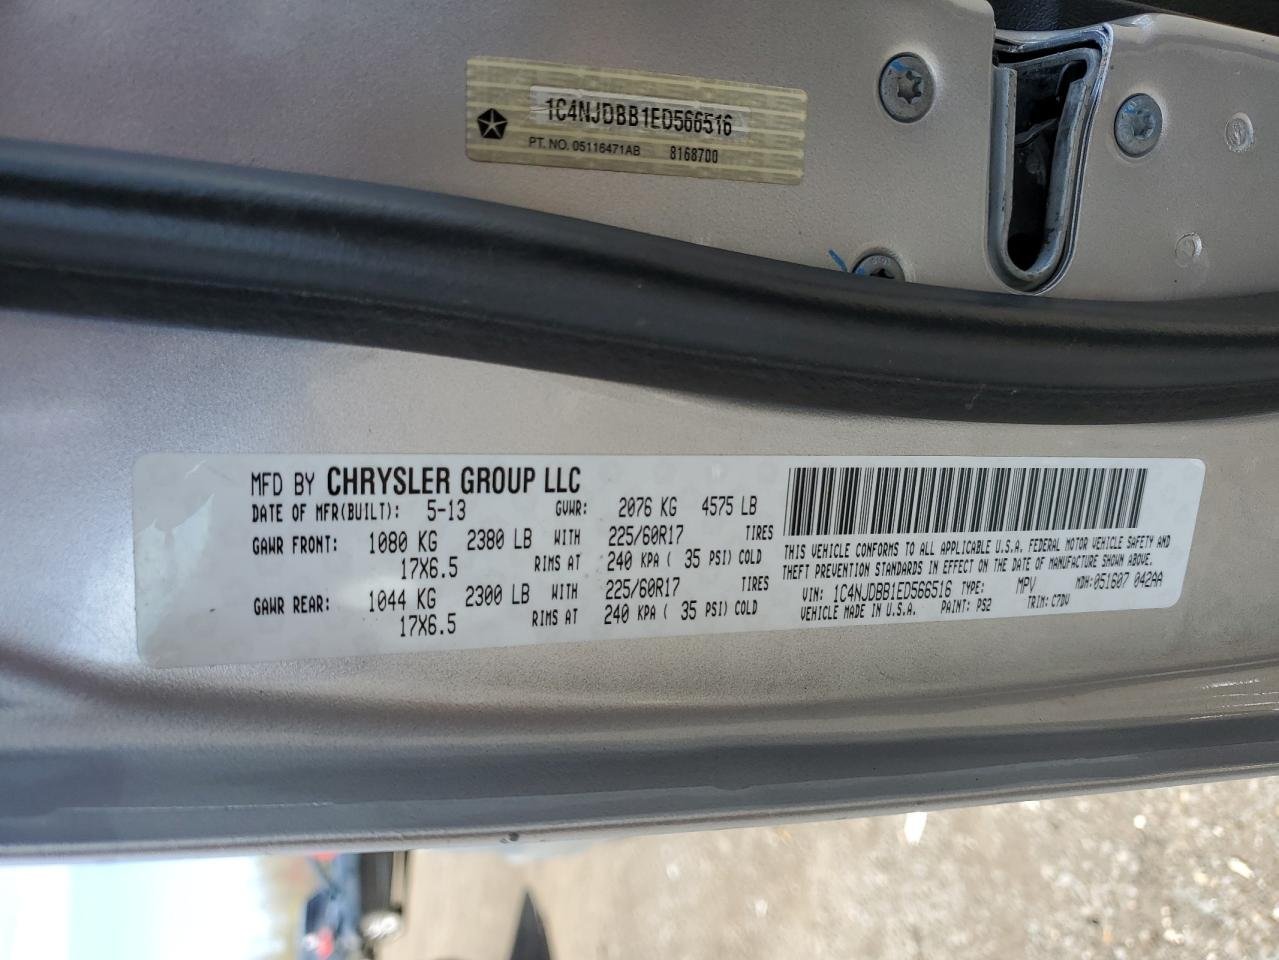 1C4NJDBB1ED566516
PT. NO. 05116471AB 8168700
MFD BY CHRYSLER GROUP LLC
DATE OF MFR(BUILT): 5-13 GVWR: 2076 KG 4575 LB
GAWR FRONT: 1080 KG 2380 LB WITH 225/60R17 TIRES
17X6.5 RIMS AT 240 KPA ( 35 PSI) COLD
GAWR REAR: 1044 KG 2300 LB WITH 225/60R17 TIRES
17X6.5 RIMS AT 240 KPA ( 35 PSI) COLD
THIS VEHICLE CONFORMS TO ALL APPLICABLE U.S.A. FEDERAL MOTOR VEHICLE SAFETY AND
THEFT PREVENTION STANDARDS IN EFFECT ON THE DATE OF MANUFACTURE SHOWN ABOVE.
VIN: 1C4NJDBB1ED566516 TYPE: MPV MDH:051607 042AA
VEHICLE MADE IN U.S.A. PAINT: PS2 TRIM: C7DV